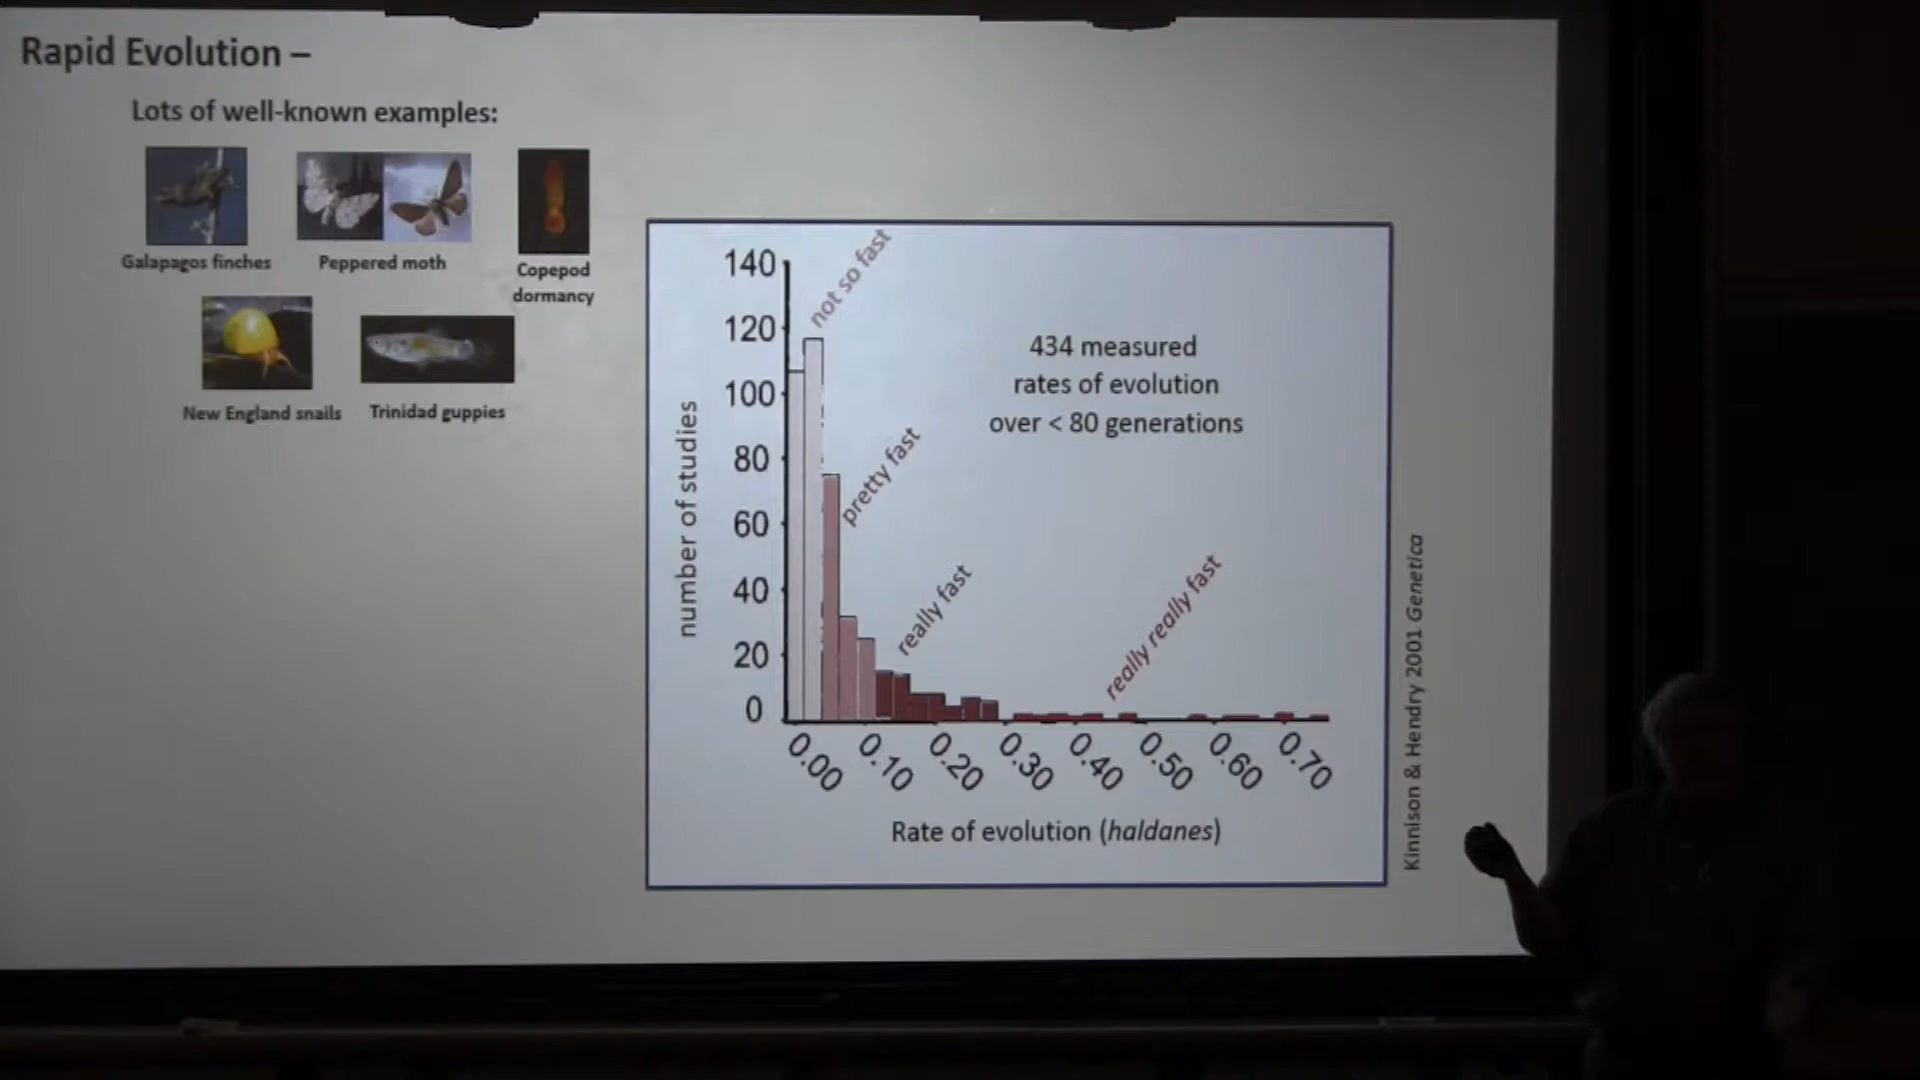 Rapid Evolution –
Lots of well-known examples:
Galapagos finches
Peppered moth
Copepod
dormancy
New England snails
Trinidad guppies
140
120
100
80
60
40
20
0
number of studies
not so fast
pretty fast
really fast
really really fast
434 measured
rates of evolution
over < 80 generations
0.00
0.10
0.20
0.30
0.40
0.50
0.60
0.70
Rate of evolution (haldanes)
Kinnison & Hendry 2001 Genetica